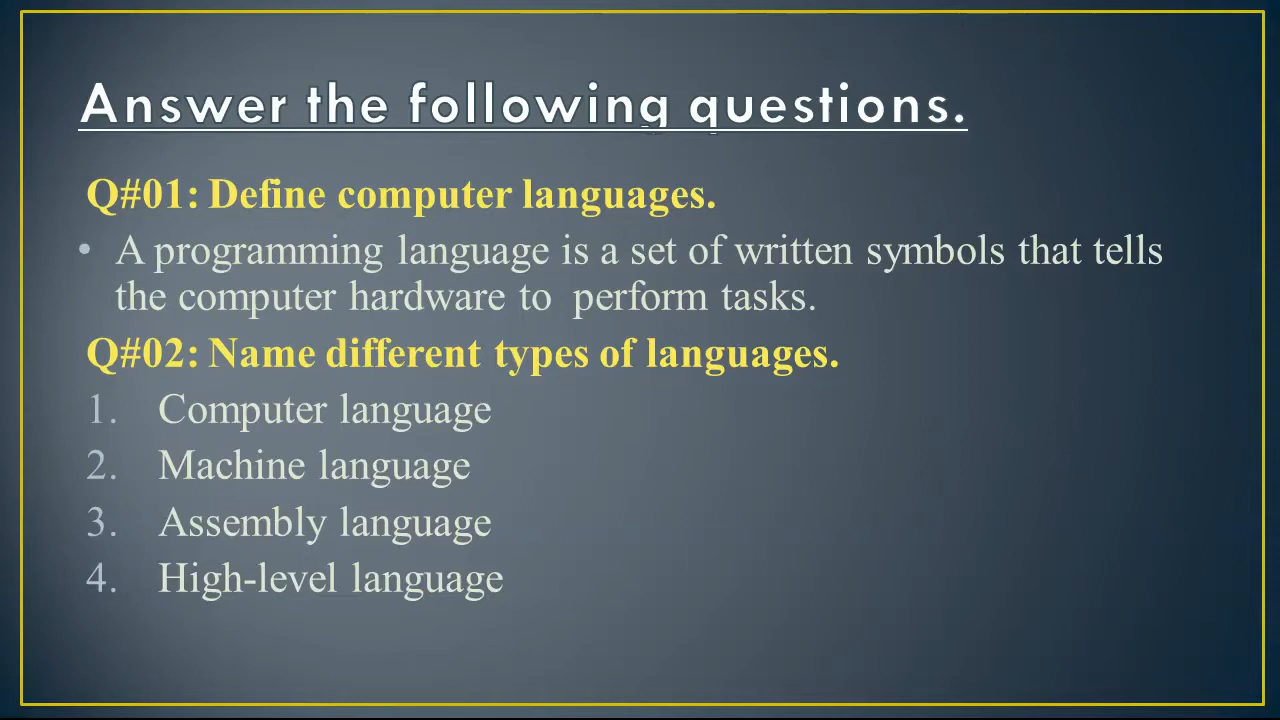 Answer the following questions.
Q#01: Define computer languages.
• A programming language is a set of written symbols that tells
the computer hardware to perform tasks.
Q#02: Name different types of languages.
1. Computer language
2. Machine language
3. Assembly language
4. High-level language